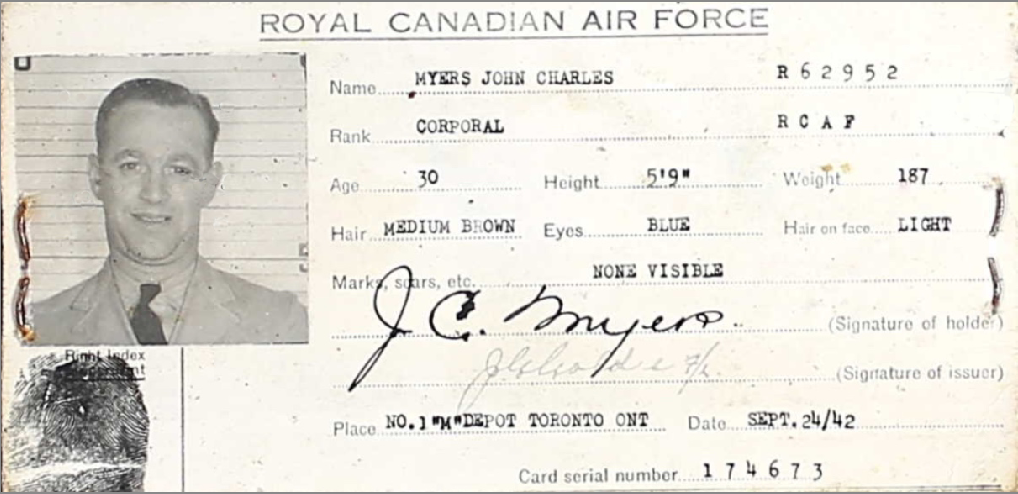 ROYAL CANADIAN AIR FORCE
Name MYERS JOHN CHARLES R62952
Rank CORPORAL RCAF
Age 30 Height 5'9" Weight 187
Hair MEDIUM BROWN Eyes BLUE Hair on face LIGHT
Marks, scars, etc. NONE VISIBLE
J C. Myers (Signature of holder)
(Signature of issuer)
Right Index
Place NO.1"M"DEPOT TORONTO ONT Date SEPT.24/42
Card serial number 174673